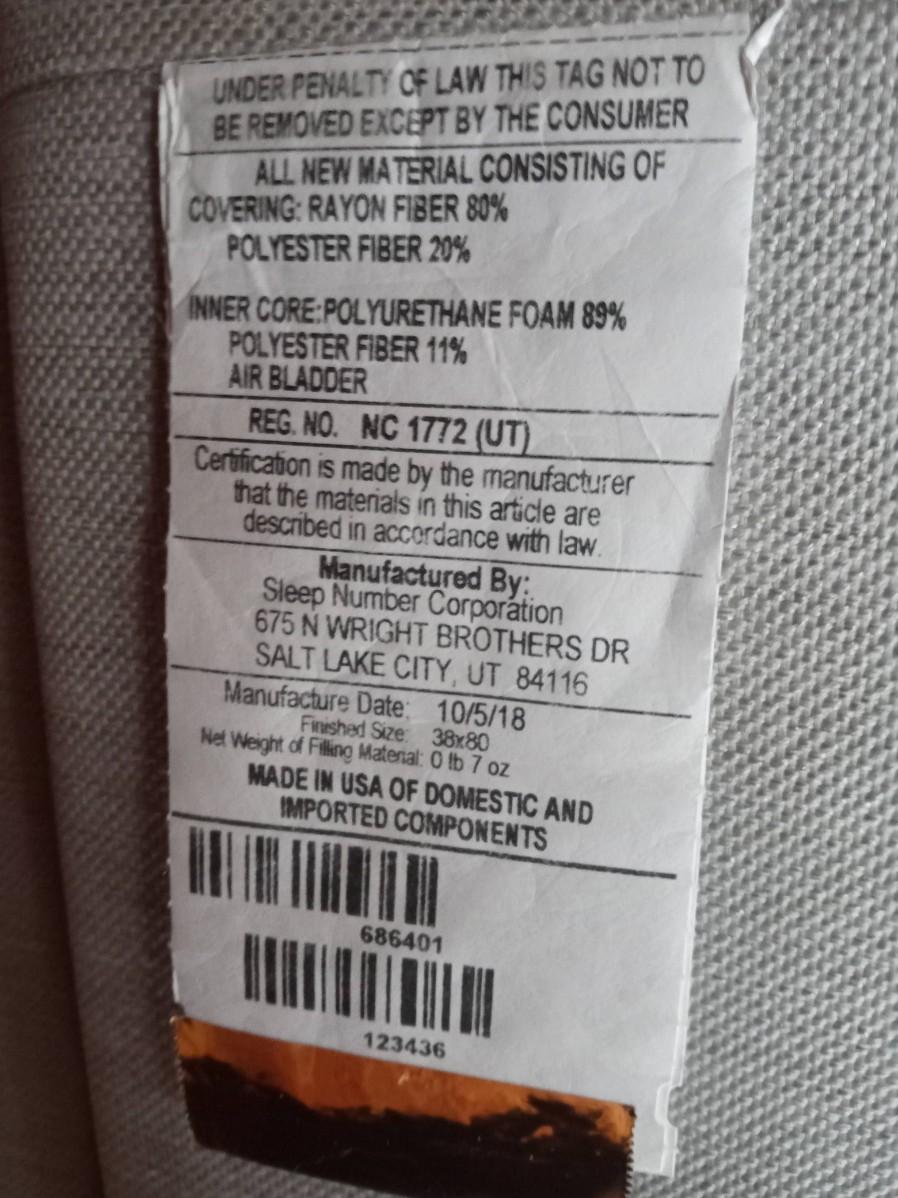 UNDER PENALTY OF LAW THIS TAG NOT TO
BE REMOVED EXCEPT BY THE CONSUMER
ALL NEW MATERIAL CONSISTING OF
COVERING: RAYON FIBER 80%
POLYESTER FIBER 20%
INNER CORE:POLYURETHANE FOAM 89%
POLYESTER FIBER 11%
AIR BLADDER
REG. NO. NC 1772 (UT)
Certification is made by the manufacturer
that the materials in this article are
described in accordance with law.
Manufactured By:
Sleep Number Corporation
675 N WRIGHT BROTHERS DR
SALT LAKE CITY, UT 84116
Manufacture Date: 10/5/18
Finished Size: 38x80
Net Weight of Filling Material: 0 lb 7 oz
MADE IN USA OF DOMESTIC AND
IMPORTED COMPONENTS
686401
123436